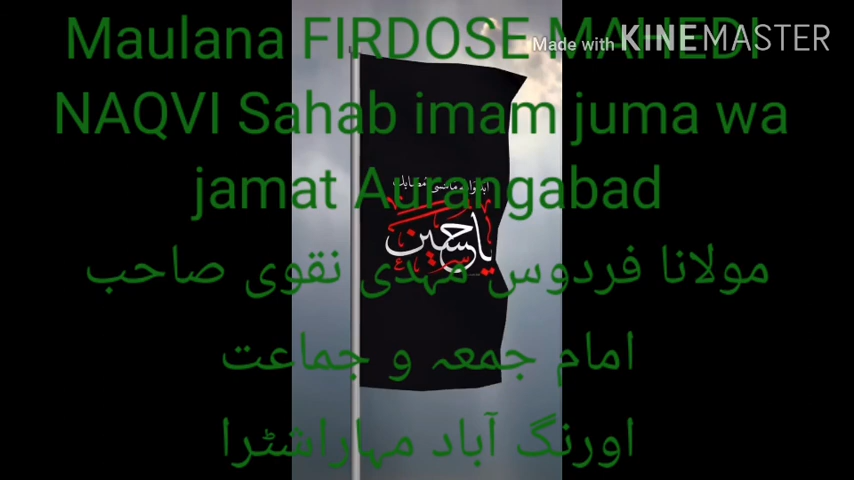 Maulana FIRDOSE MAHEDI
Made with KINEMASTER
NAQVI Sahab imam juma wa
jamat Aurangabad
یا حسین
مولانا فردوس مہدی نقوی صاحب
امام جمعہ و جماعت
اورنگ آباد مہاراشٹرا